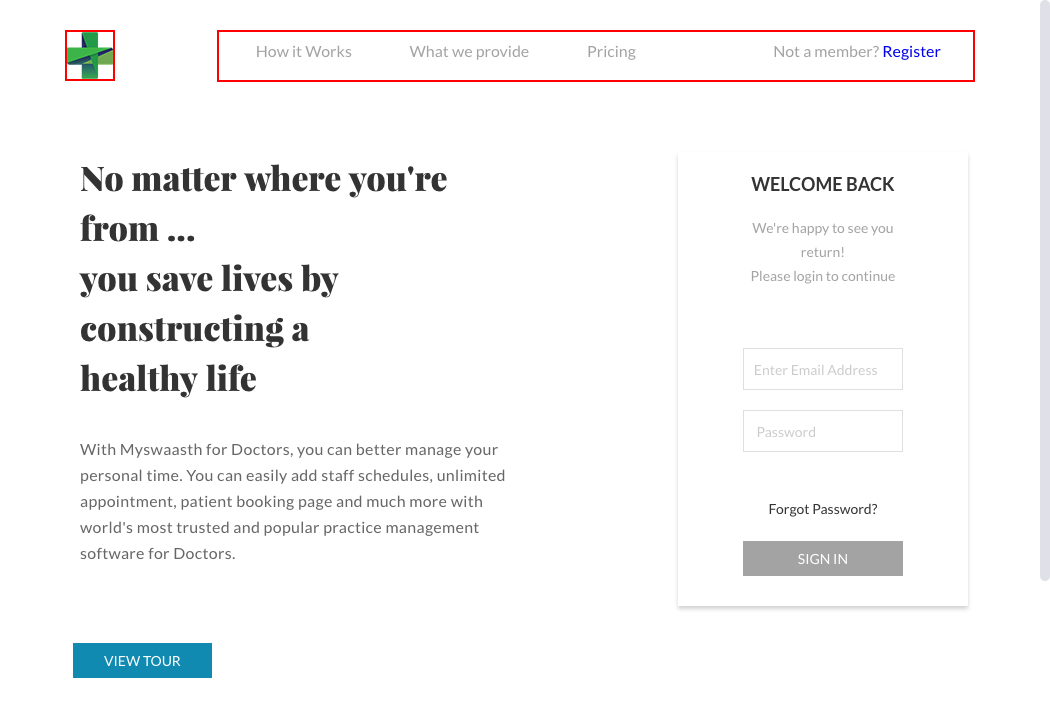 How it Works What we provide Pricing Not a member? Register
No matter where you're
from ...
you save lives by
constructing a
healthy life
With Myswaasth for Doctors, you can better manage your
personal time. You can easily add staff schedules, unlimited
appointment, patient booking page and much more with
world's most trusted and popular practice management
software for Doctors.
VIEW TOUR
WELCOME BACK
We're happy to see you
return!
Please login to continue
Enter Email Address
Password
Forgot Password?
SIGN IN